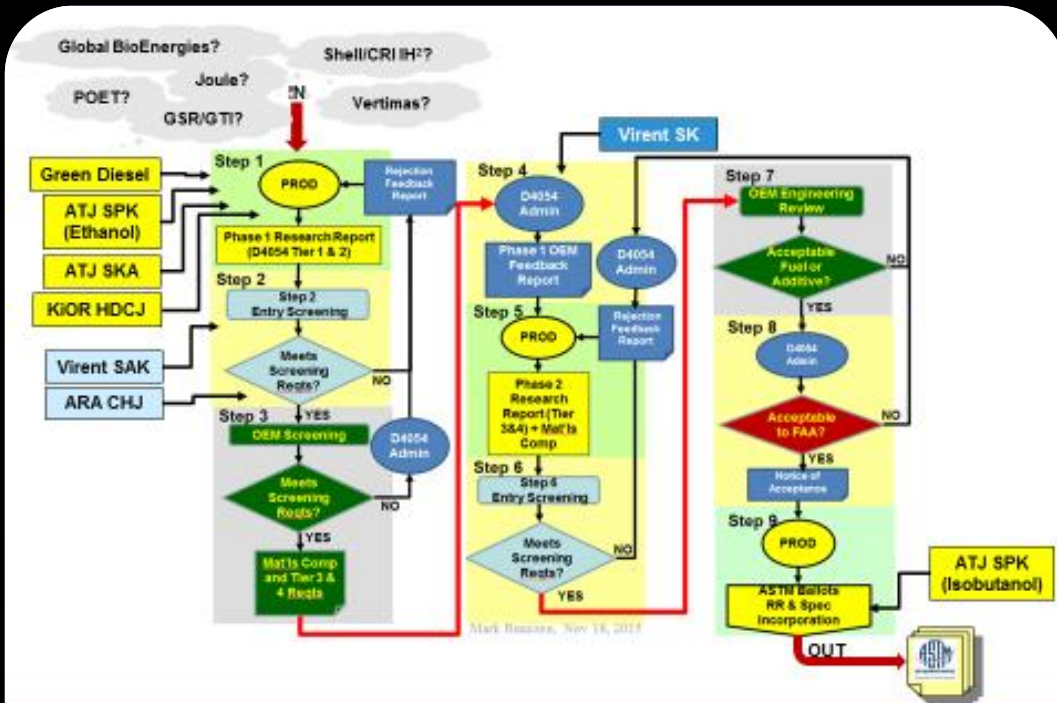 Global BioEnergies?
Shell/CRI IH²?
Joule?
POET?
GSR/GTI?
Vertimas?
IN
Virent SK
Green Diesel
ATJ SPK
(Ethanol)
ATJ SKA
KiOR HDCJ
Virent SAK
ARA CHJ
Step 1
PROD
Rejection
Feedback
Report
Phase 1 Research Report
(D4054 Tier 1 & 2)
Step 2
Step 2
Entry Screening
Meets
Screening
Reqts?
NO
YES
Step 3
OEM Screening
D4054
Admin
Meets
Screening
Reqts?
NO
YES
Mat'ls Comp
and Tier 3 &
4 Reqts
Step 4
D4054
Admin
Phase 1 OEM
Feedback
Report
D4054
Admin
Step 5
PROD
Rejection
Feedback
Report
Phase 2
Research
Report (Tier
3&4) + Mat'ls
Comp
Step 6
Step 6
Entry Screening
Meets
Screening
Reqts?
NO
YES
Step 7
OEM Engineering
Review
Acceptable
Fuel or
Additive?
NO
YES
Step 8
D4054
Admin
Acceptable
to FAA?
NO
YES
Notice of
Acceptance
Step 9
PROD
ASTM Ballots
RR & Spec
Incorporation
ATJ SPK
(Isobutanol)
OUT
ASTM
Mark Rumizen, Nov 18, 2015